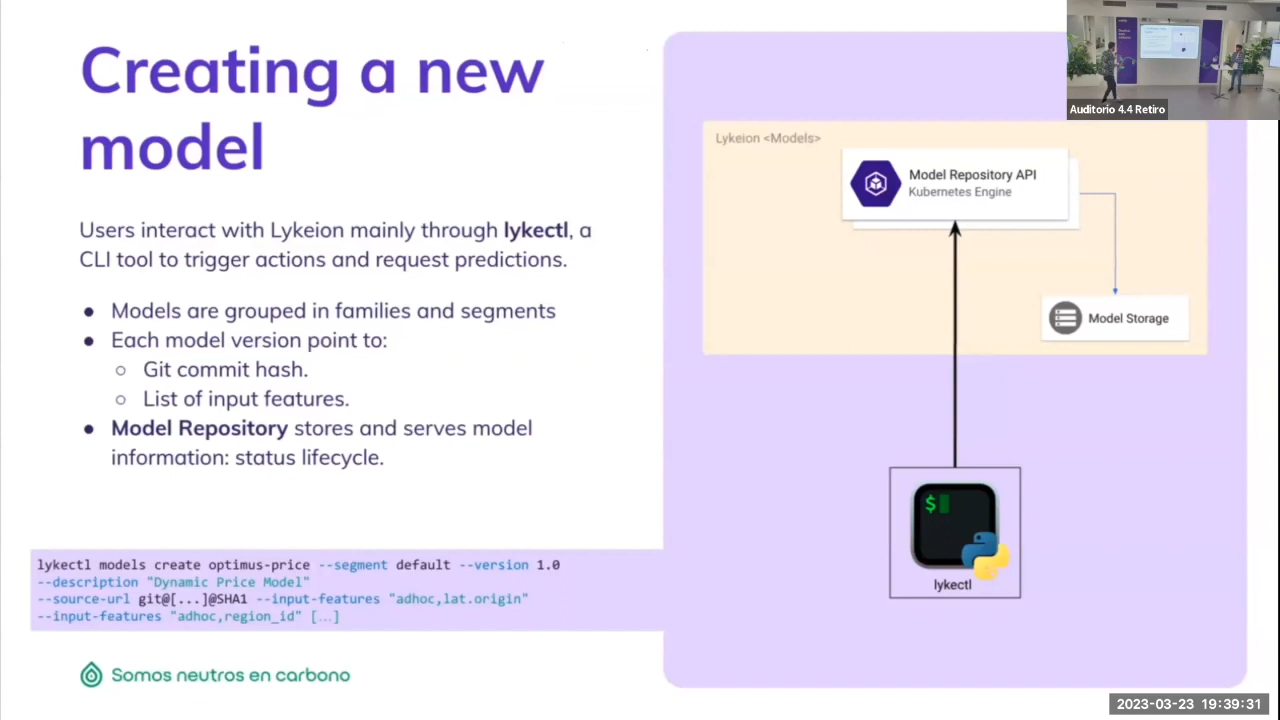 Creating a new
model
Users interact with Lykeion mainly through lykectl, a
CLI tool to trigger actions and request predictions.
● Models are grouped in families and segments
● Each model version point to:
○ Git commit hash.
○ List of input features.
● Model Repository stores and serves model
information: status lifecycle.
lykectl models create optimus-price --segment default --version 1.0
--description "Dynamic Price Model"
--source-url git@[...]@SHA1 --input-features "adhoc,lat.origin"
--input-features "adhoc,region_id" [...]
Somos neutros en carbono
Auditorio 4.4 Retiro
Lykeion <Models>
Model Repository API
Kubernetes Engine
Model Storage
$
lykectl
2023-03-23 19:39:31